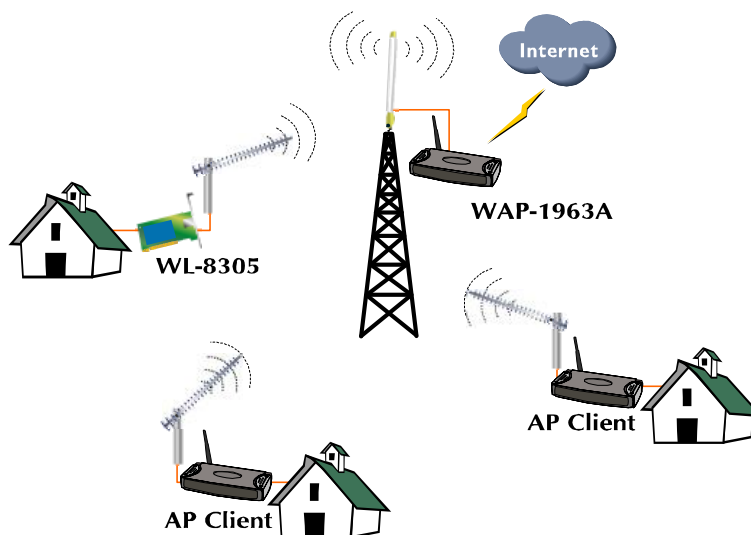 Internet
WAP-1963A
WL-8305
AP Client
AP Client